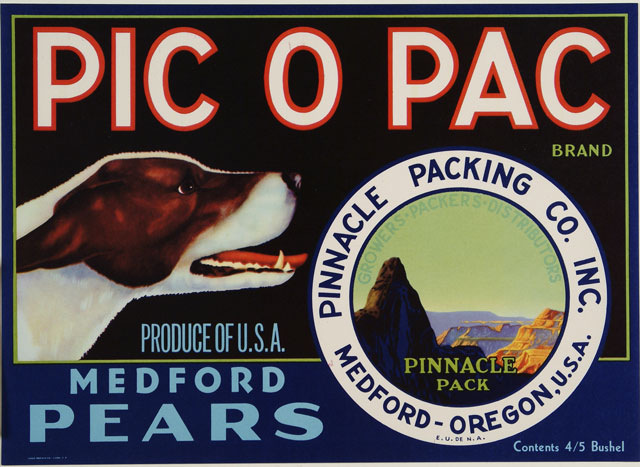 PIC O PAC
BRAND
PINNACLE PACKING CO. INC.
GROWERS·PACKERS·DISTRIBUTORS
PINNACLE
PACK
MEDFORD-OREGON, U.S.A.
E.U. DE N.A.
PRODUCE OF U.S.A.
MEDFORD
PEARS
Contents 4/5 Bushel